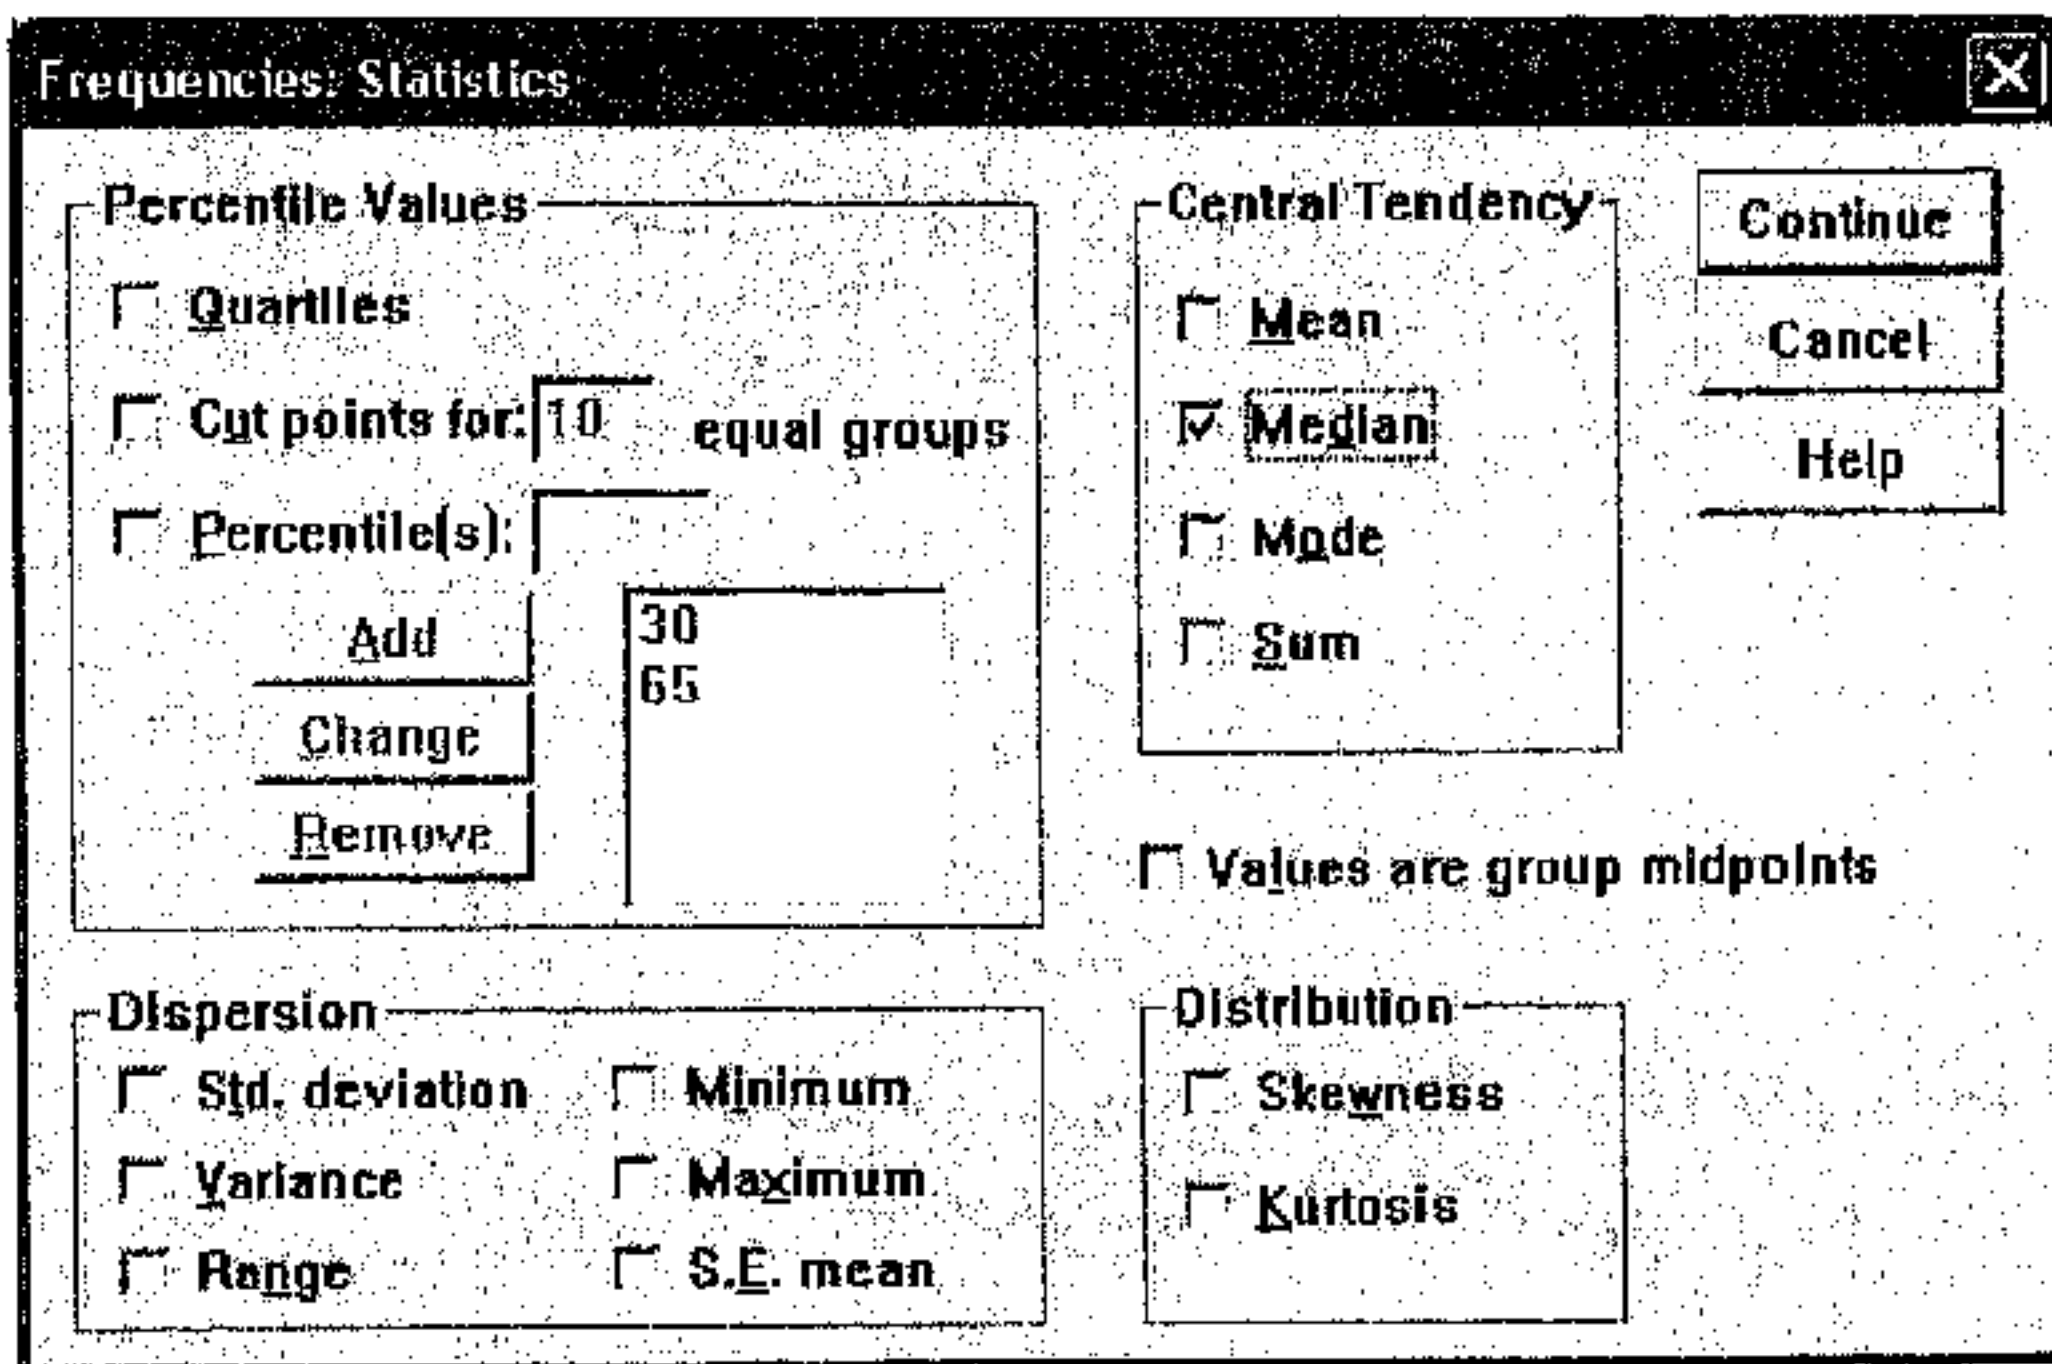 Frequencies: Statistics
Percentile Values
Quartiles
Cut points for: 10 equal groups
Percentile(s):
Add
Change
Remove
30
65
Central Tendency
Mean
Median
Mode
Sum
Continue
Cancel
Help
Values are group midpoints
Dispersion
Std. deviation
Minimum
Variance
Maximum
Range
S.E. mean
Distribution
Skewness
Kurtosis